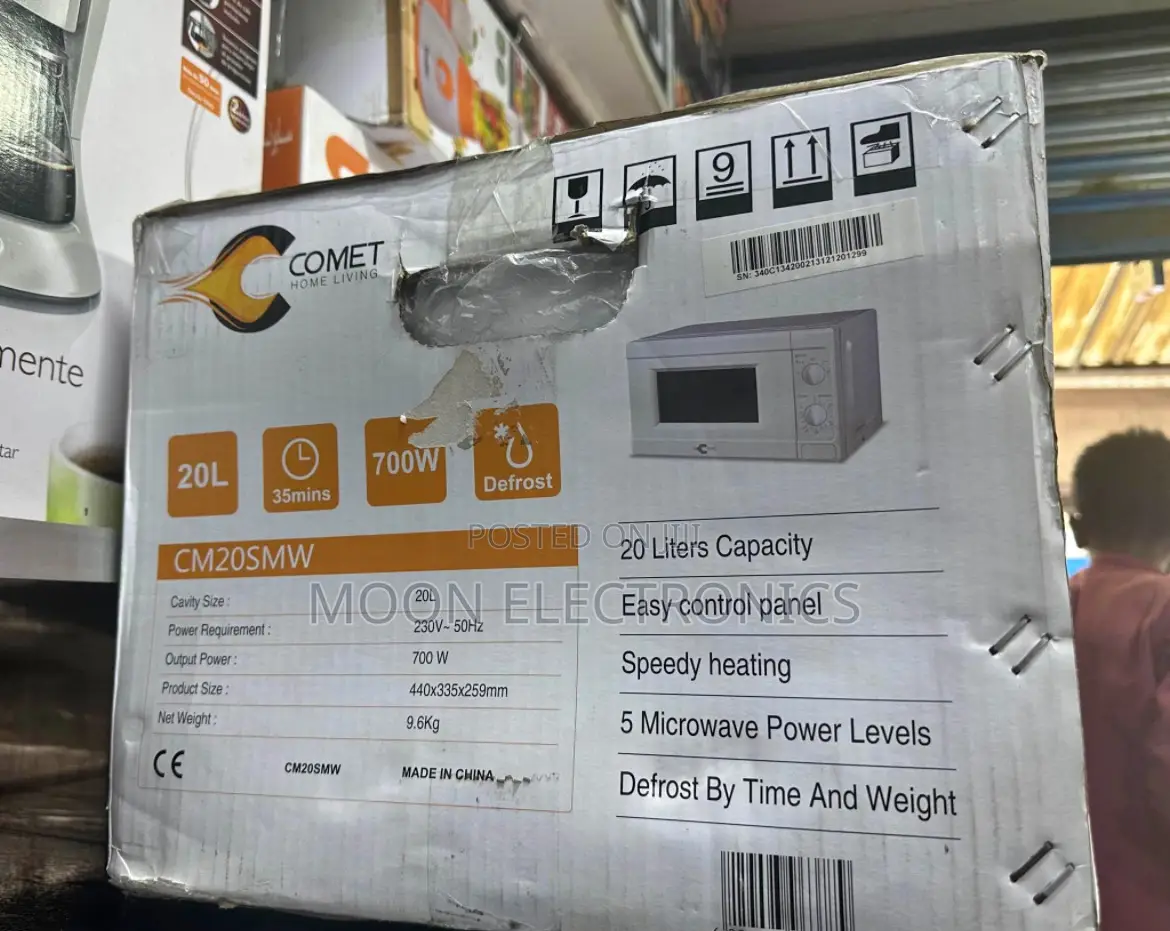 mente
tar
COMET
HOME LIVING
9
SN: 340C134200213121201299
20L
35mins
700W
Defrost
CM20SMW
Cavity Size : 20L
Power Requirement : 230V~ 50Hz
Output Power : 700 W
Product Size : 440x335x259mm
Net Weight : 9.6Kg
CE
CM20SMW
MADE IN CHINA
20 Liters Capacity
Easy control panel
Speedy heating
5 Microwave Power Levels
Defrost By Time And Weight
POSTED ON
MOON ELECTRONICS